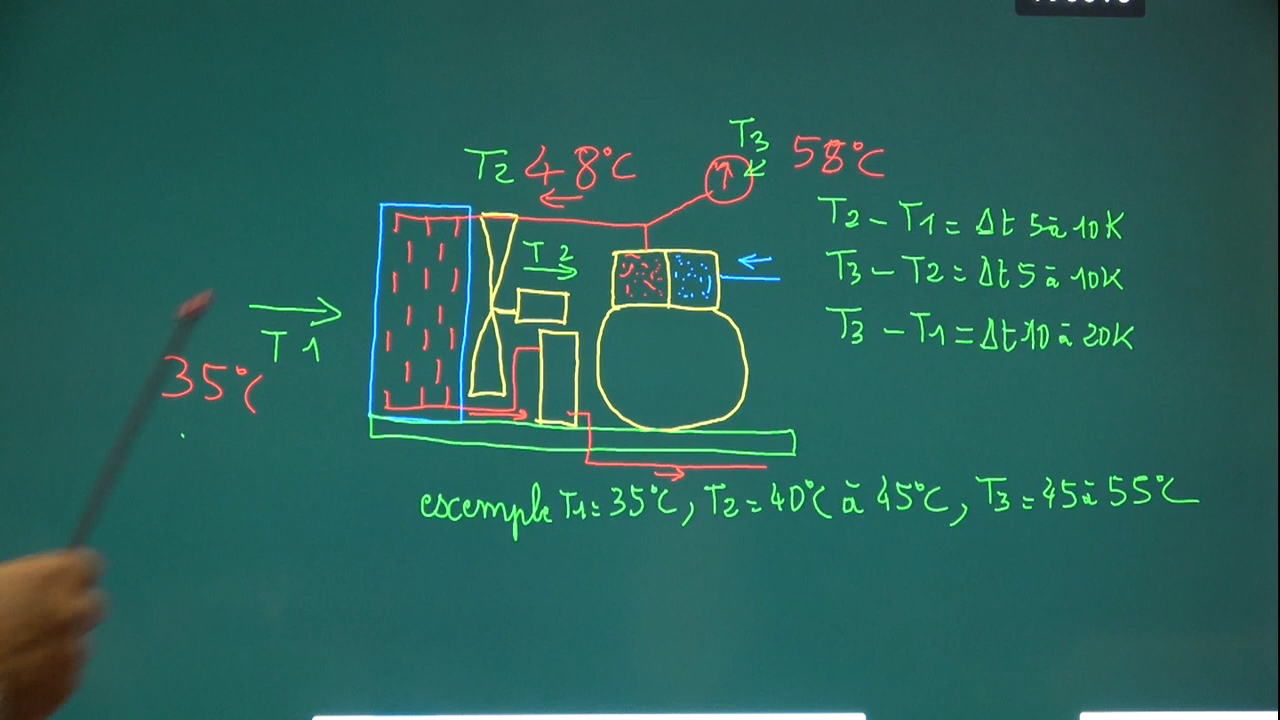 T3 58°C
T2 48°C
T2 - T1 = Δt 5 à 10K
T2
T3 - T2 = Δt 5 à 10K
T1
T3 - T1 = Δt 10 à 20K
35°C
escemple T1 = 35°C, T2 = 40°C à 45°C, T3 = 45 à 55°C